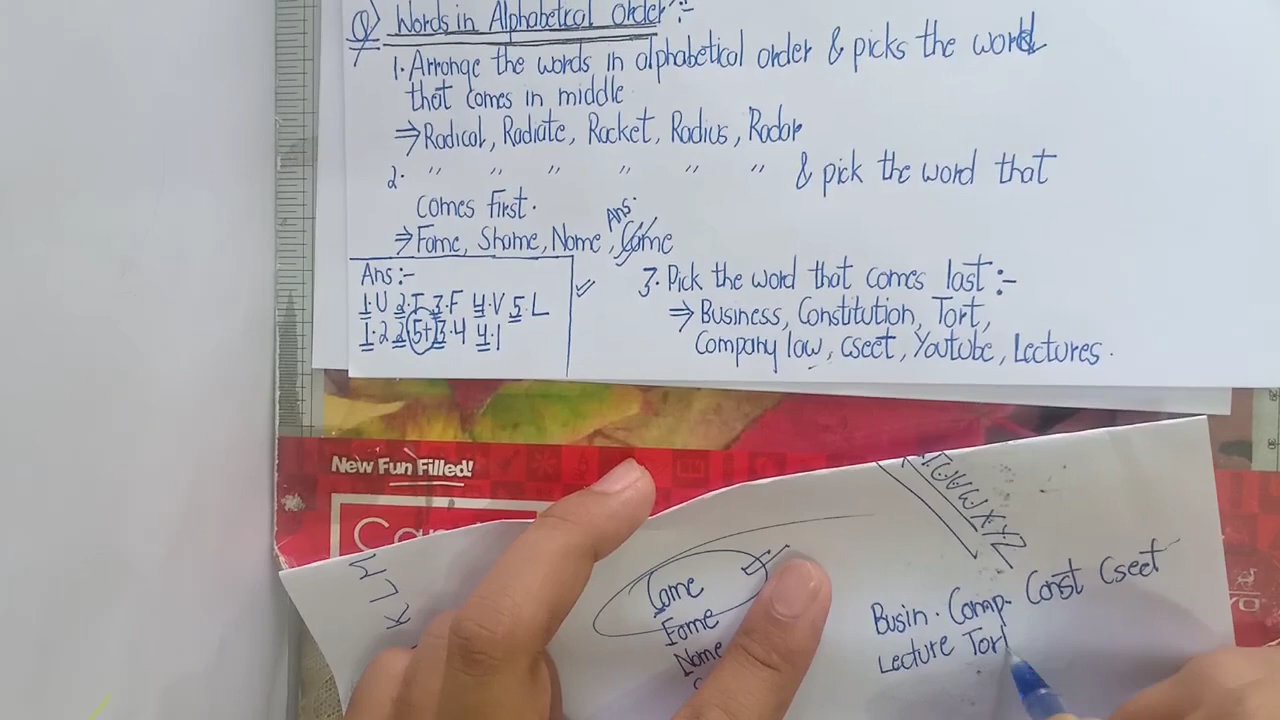 Q) Words in Alphabetical order :-
1. Arrange the words in alphabetical order & picks the word
that comes in middle.
⇒ Radical, Radiate, Racket, Radius, Radar
2. " " " " " " & pick the word that
comes First.
Ans.
⇒ Fame, Shame, Name, Came
Ans:-
1.U 2.T 3.F 4.V 5.L
1.2 2(5+) 3.4 4.1
3. Pick the word that comes last :-
⇒ Business, Constitution, Tort,
Company law, cseet, Youtube, Lectures.
New Fun Filled!
TUVWXYZ
KLM
Came
Fame
Name
Busin. Comp. Const Cseet
Lecture Tort